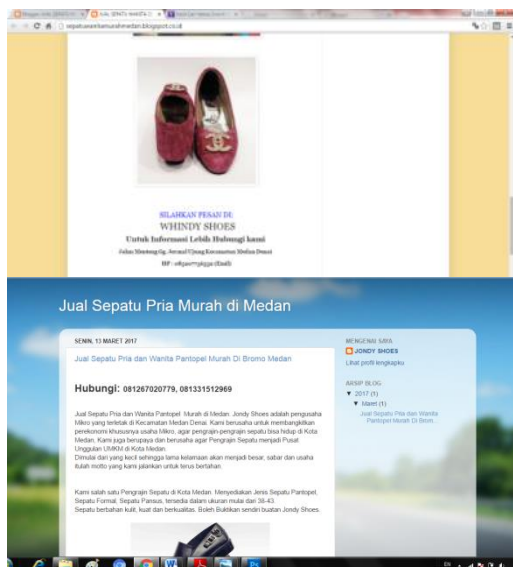 JUAL SEPATU WANITA D
sepatuwanitamurahmedan.blogspot.co.id
SILAHKAN PESAN DI:
WHINDY SHOES
Untuk Informasi Lebih Hubungi kami
Jual Sepatu Pria Murah di Medan
SENIN, 13 MARET 2017
Jual Sepatu Pria dan Wanita Pantopel Murah Di Bromo Medan
Hubungi: 081267020779, 081331512969
Jual Sepatu Pria dan Wanita Pantopel Murah di Medan. Jondy Shoes adalah pengusaha
Mikro yang terletak di Kecamatan Medan Denai. Kami berusaha untuk membangkitkan
perekonomi khususnya usaha Mikro, agar pengrajin-pengrajin sepatu bisa hidup di Kota
Medan. Kami juga berupaya dan berusaha agar Pengrajin Sepatu menjadi Pusat
Unggulan UMKM di Kota Medan.
Dimulai dari yang kecil sehingga lama kelamaan akan menjadi besar, sabar dan usaha
itulah motto yang kami jalankan untuk terus bertahan.
Kami salah satu Pengrajin Sepatu di Kota Medan. Menyediakan Jenis Sepatu Pantopel,
Sepatu Formal, Sepatu Pansus, tersedia dalam ukuran mulai dari 36-43.
Sepatu berbahan kulit, kuat dan berkualitas. Boleh Buktikan sendiri buatan Jondy Shoes.
MENGENAI SAYA
JONDY SHOES
Lihat profil lengkapku
ARSIP BLOG
▼ 2017 (1)
▼ Maret (1)
Jual Sepatu Pria dan Wanita
Pantopel Murah Di Brom...